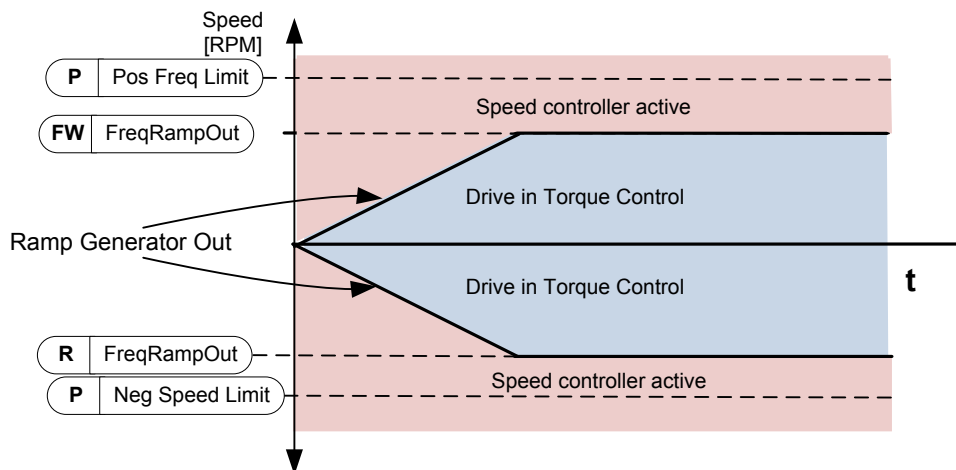 Speed
[RPM]
P Pos Freq Limit
Speed controller active
FW FreqRampOut
Drive in Torque Control
Ramp Generator Out
t
Drive in Torque Control
R FreqRampOut
Speed controller active
P Neg Speed Limit